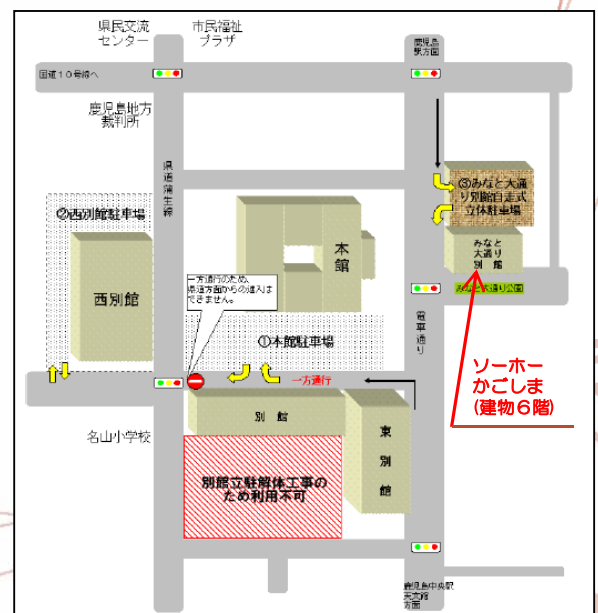 県民交流
センター
市民福祉
プラザ
鹿児島
駅方面
国道10号線へ
鹿児島地方
裁判所
県道蒲生線
③みなと大通
り別館自走式
立体駐車場
②西別館駐車場
みなと
大通り
別館
本館
西別館
一方通行のため、
県道方面からの進入は
できません。
みなと大通り公園
①本館駐車場
電車通り
ソーホー
かごしま
(建物6階)
一方通行
別館
東別館
名山小学校
別館立駐解体工事の
ため利用不可
鹿児島中央駅
天文館
方面